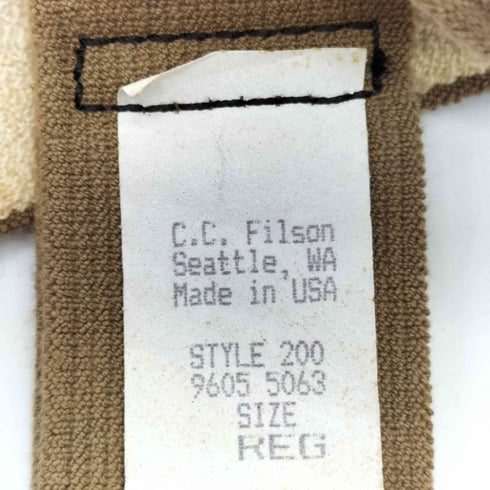 C.C. Filson
Seattle, WA
Made in USA
STYLE 200
9605 5063
SIZE
REG